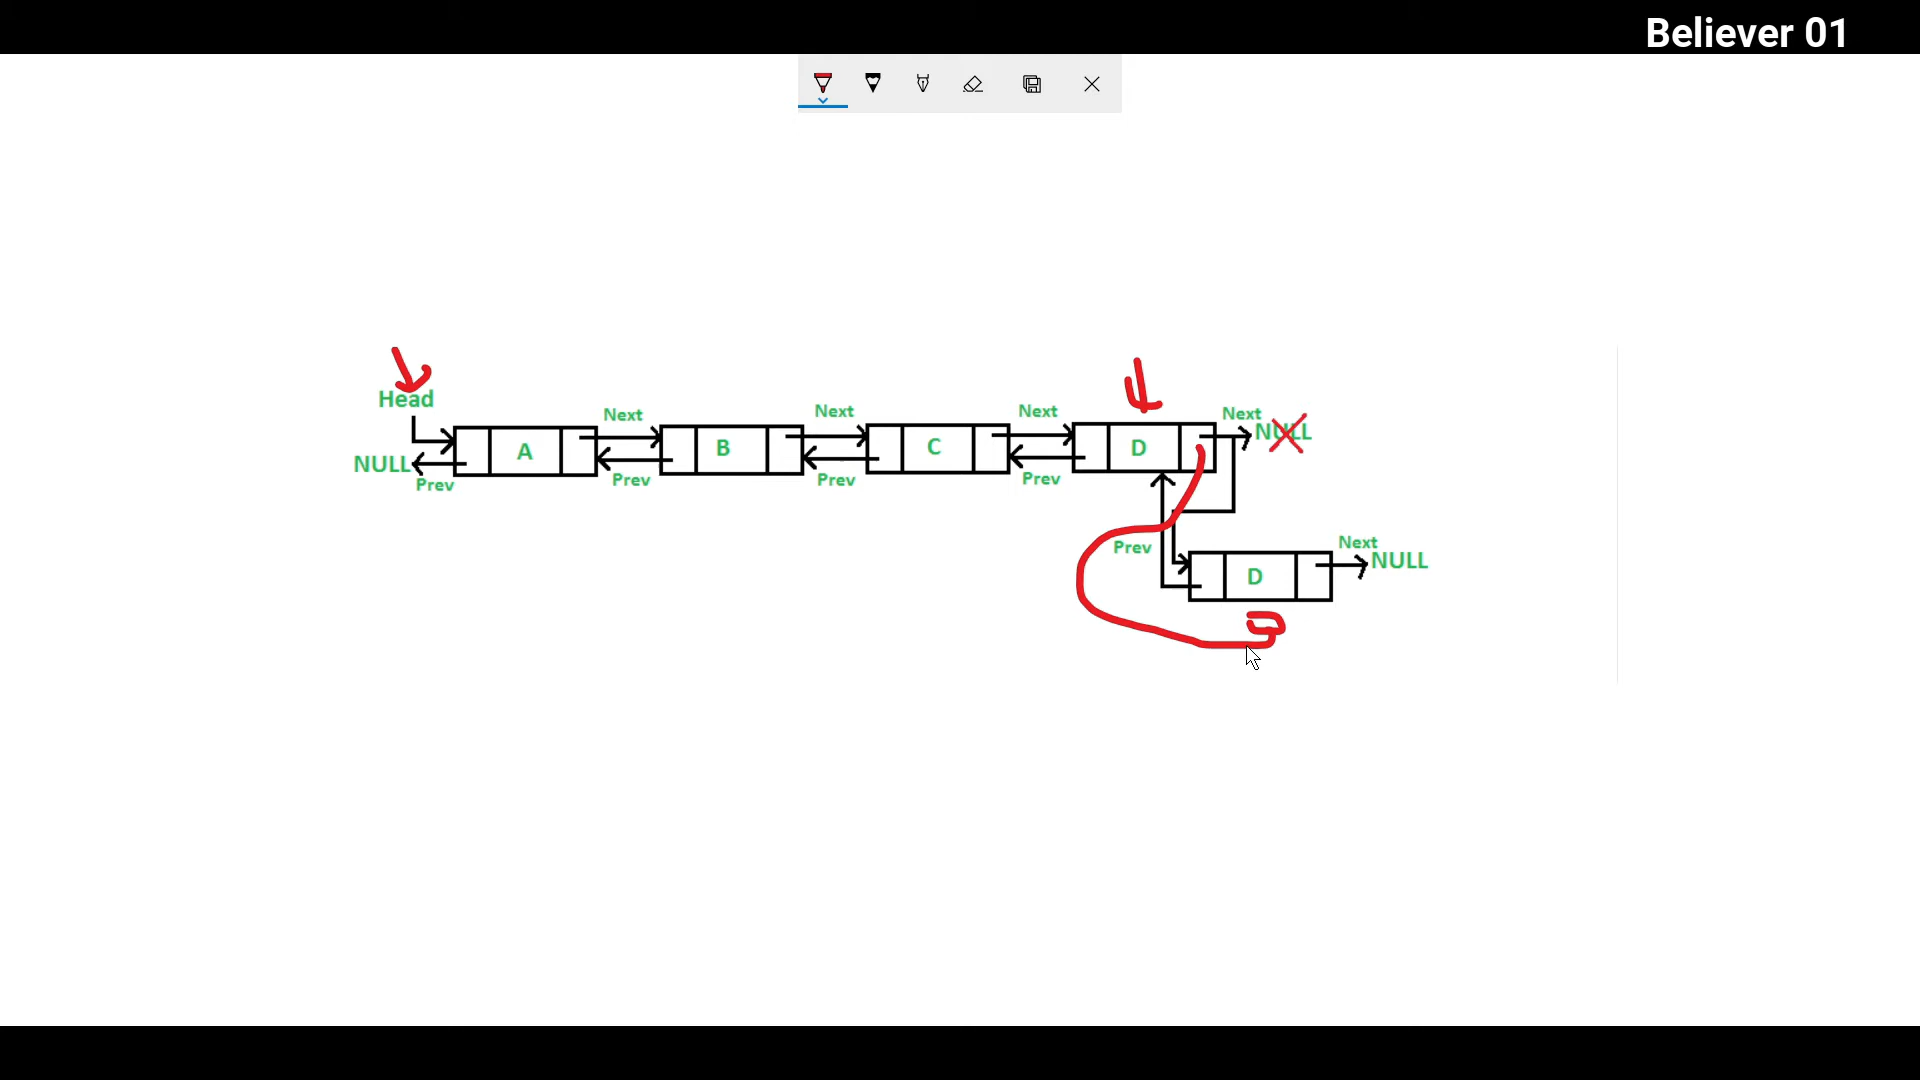 Believer 01
Head
Next Next Next Next
NULL A B C D NULL
Prev Prev Prev Prev
Prev
Next
D NULL